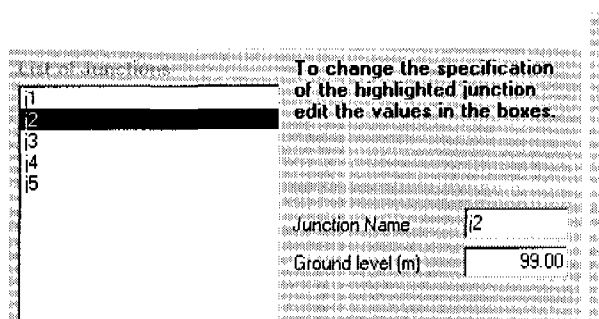 List of Junctions
j1
j2
j3
j4
j5
To change the specification
of the highlighted junction
edit the values in the boxes.
Junction Name
j2
Ground level (m)
99.00